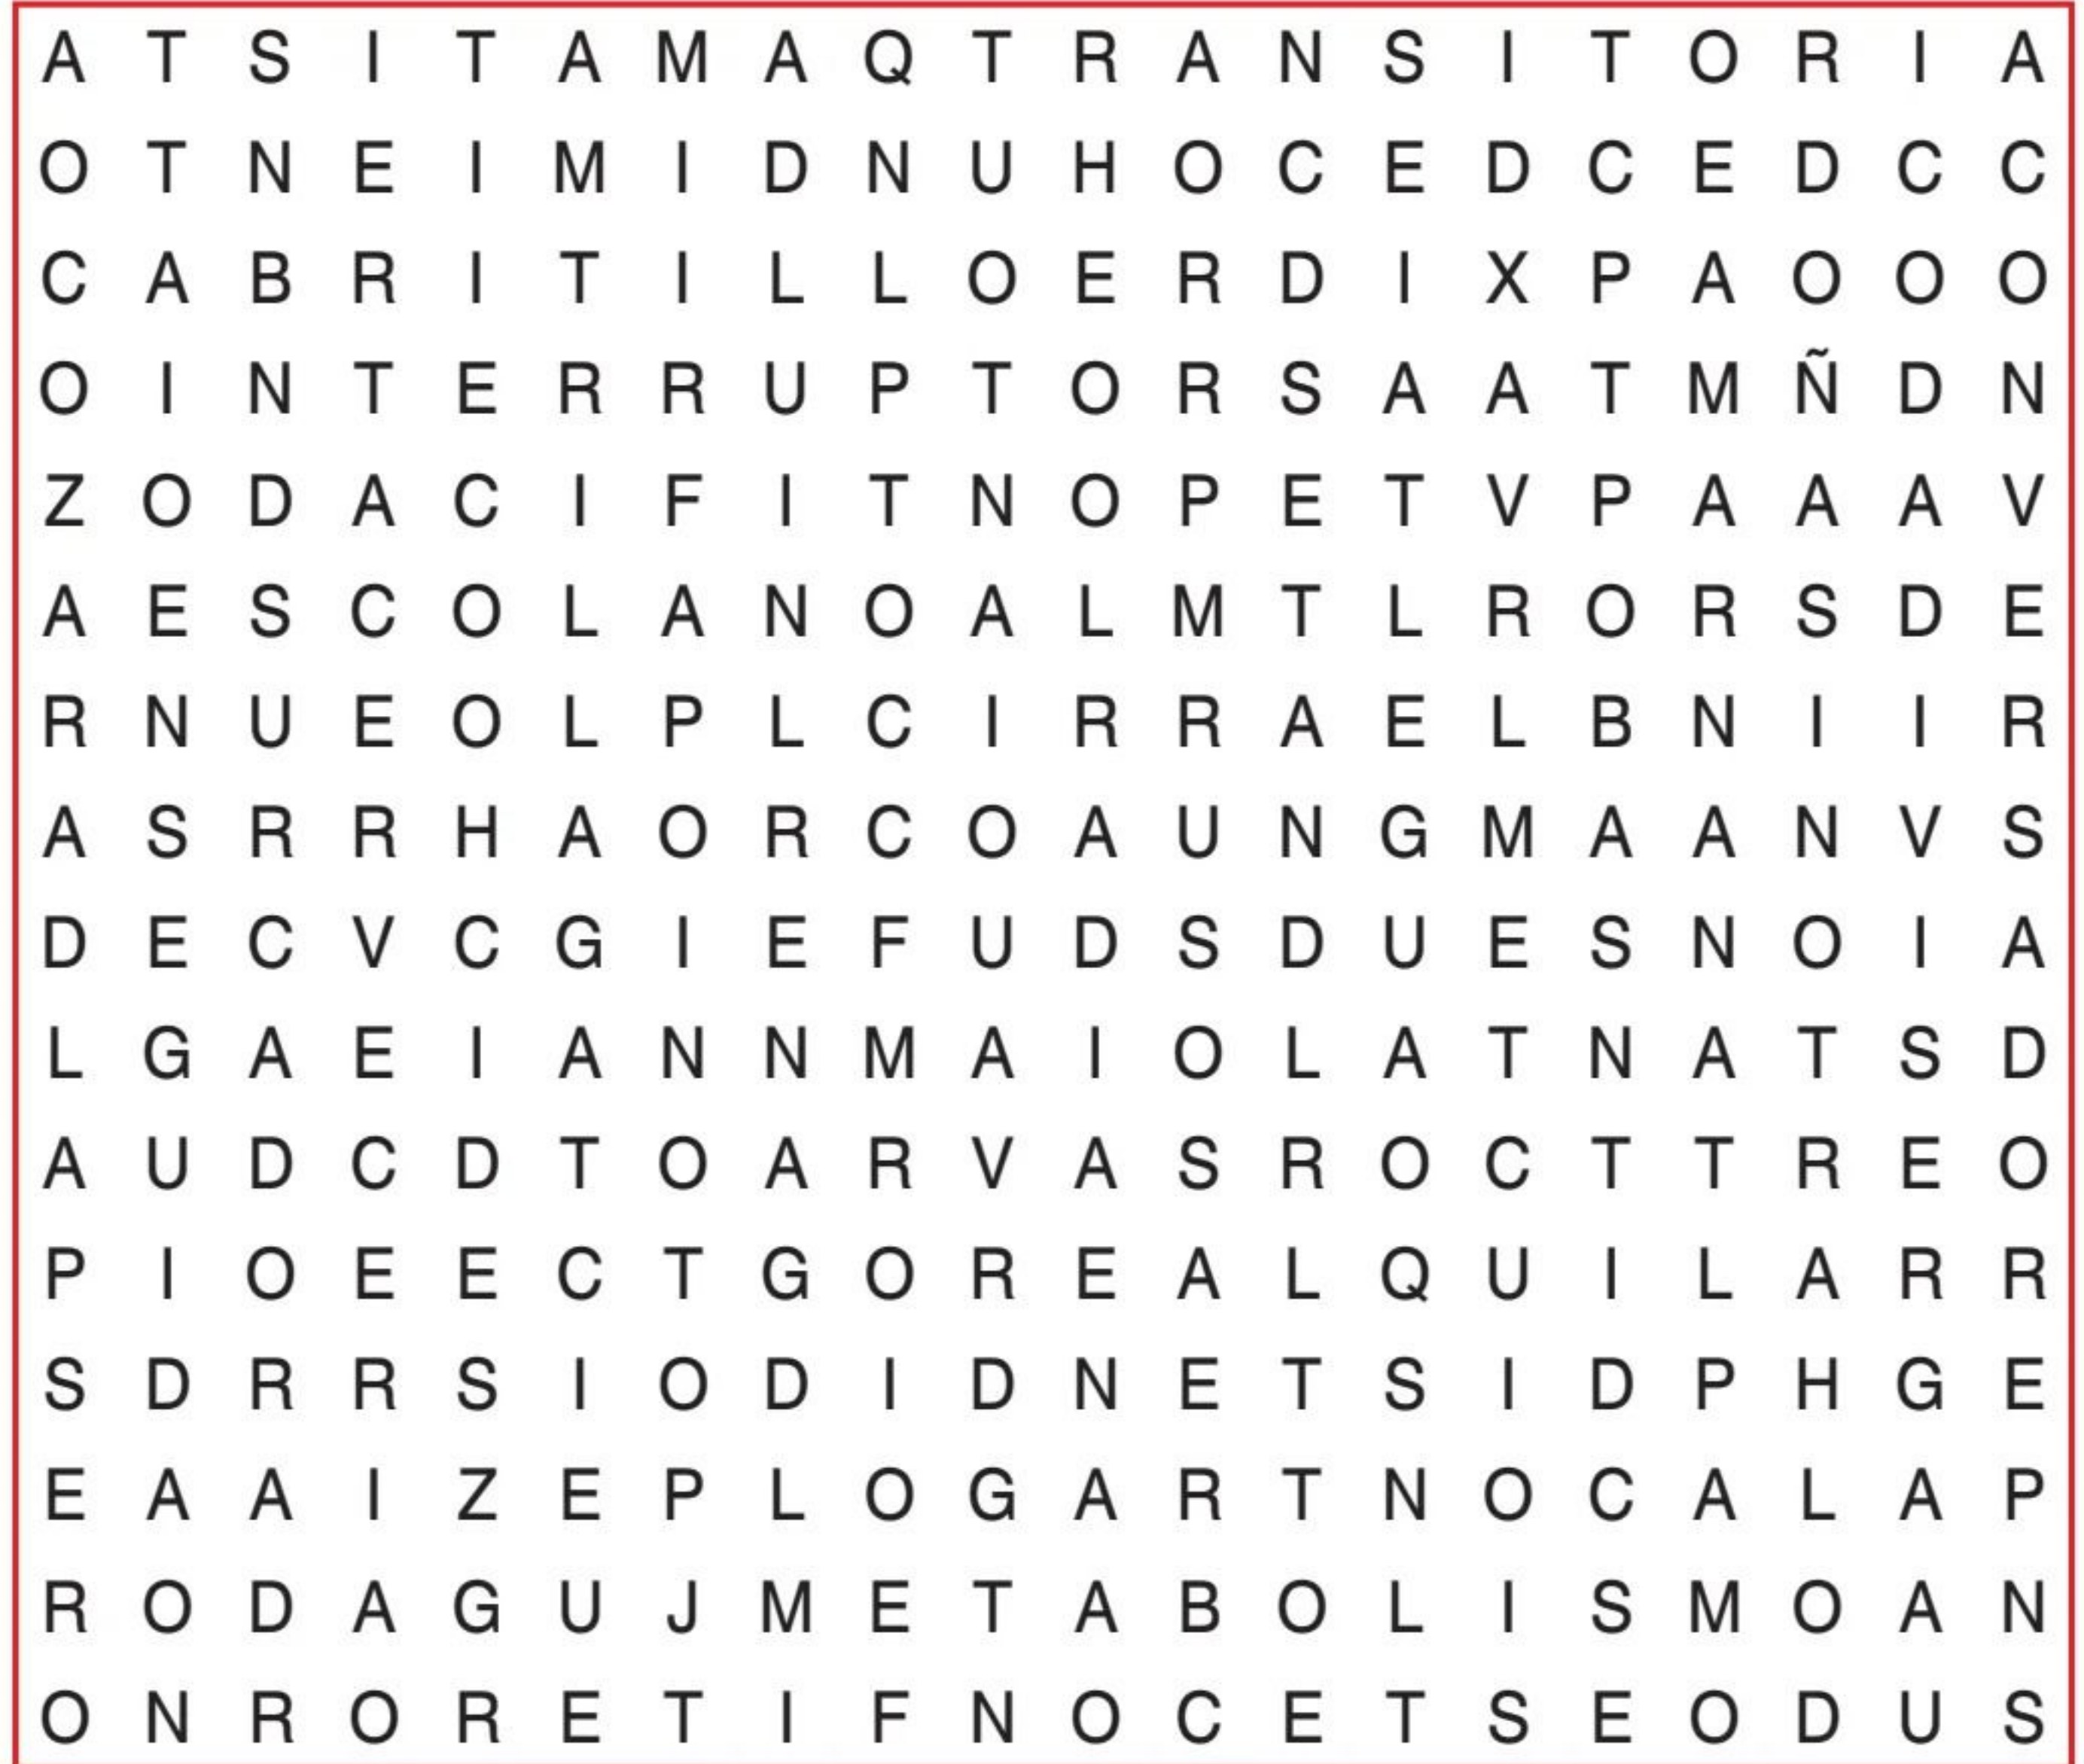 A T S I T A M A Q T R A N S I T O R I A
O T N E I M I D N U H O C E D C E D C C
C A B R I T I L L O E R D I X P A O O O
O I N T E R R U P T O R S A A T M Ñ D N
Z O D A C I F I T N O P E T V P A A A V
A E S C O L A N O A L M T L R O R S D E
R N U E O L P L C I R R A E L B N I I R
A S R R H A O R C O A U N G M A A N V S
D E C V C G I E F U D S D U E S N O I A
L G A E I A N N M A I O L A T N A T S D
A U D C D T O A R V A S R O C T T R E O
P I O E E C T G O R E A L Q U I L A R R
S D R R S I O D I D N E T S I D P H G E
E A A I Z E P L O G A R T N O C A L A P
R O D A G U J M E T A B O L I S M O A N
O N R O R E T I F N O C E T S E O D U S